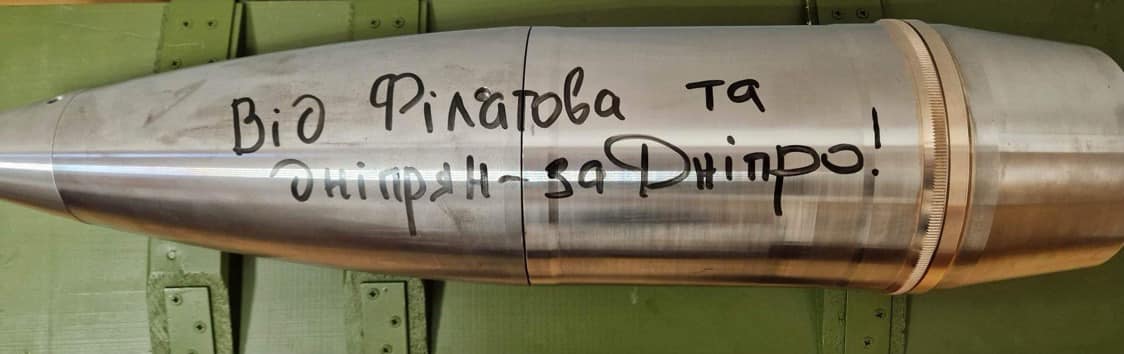 Від Філатова та
дніпрян-за Дніпро!